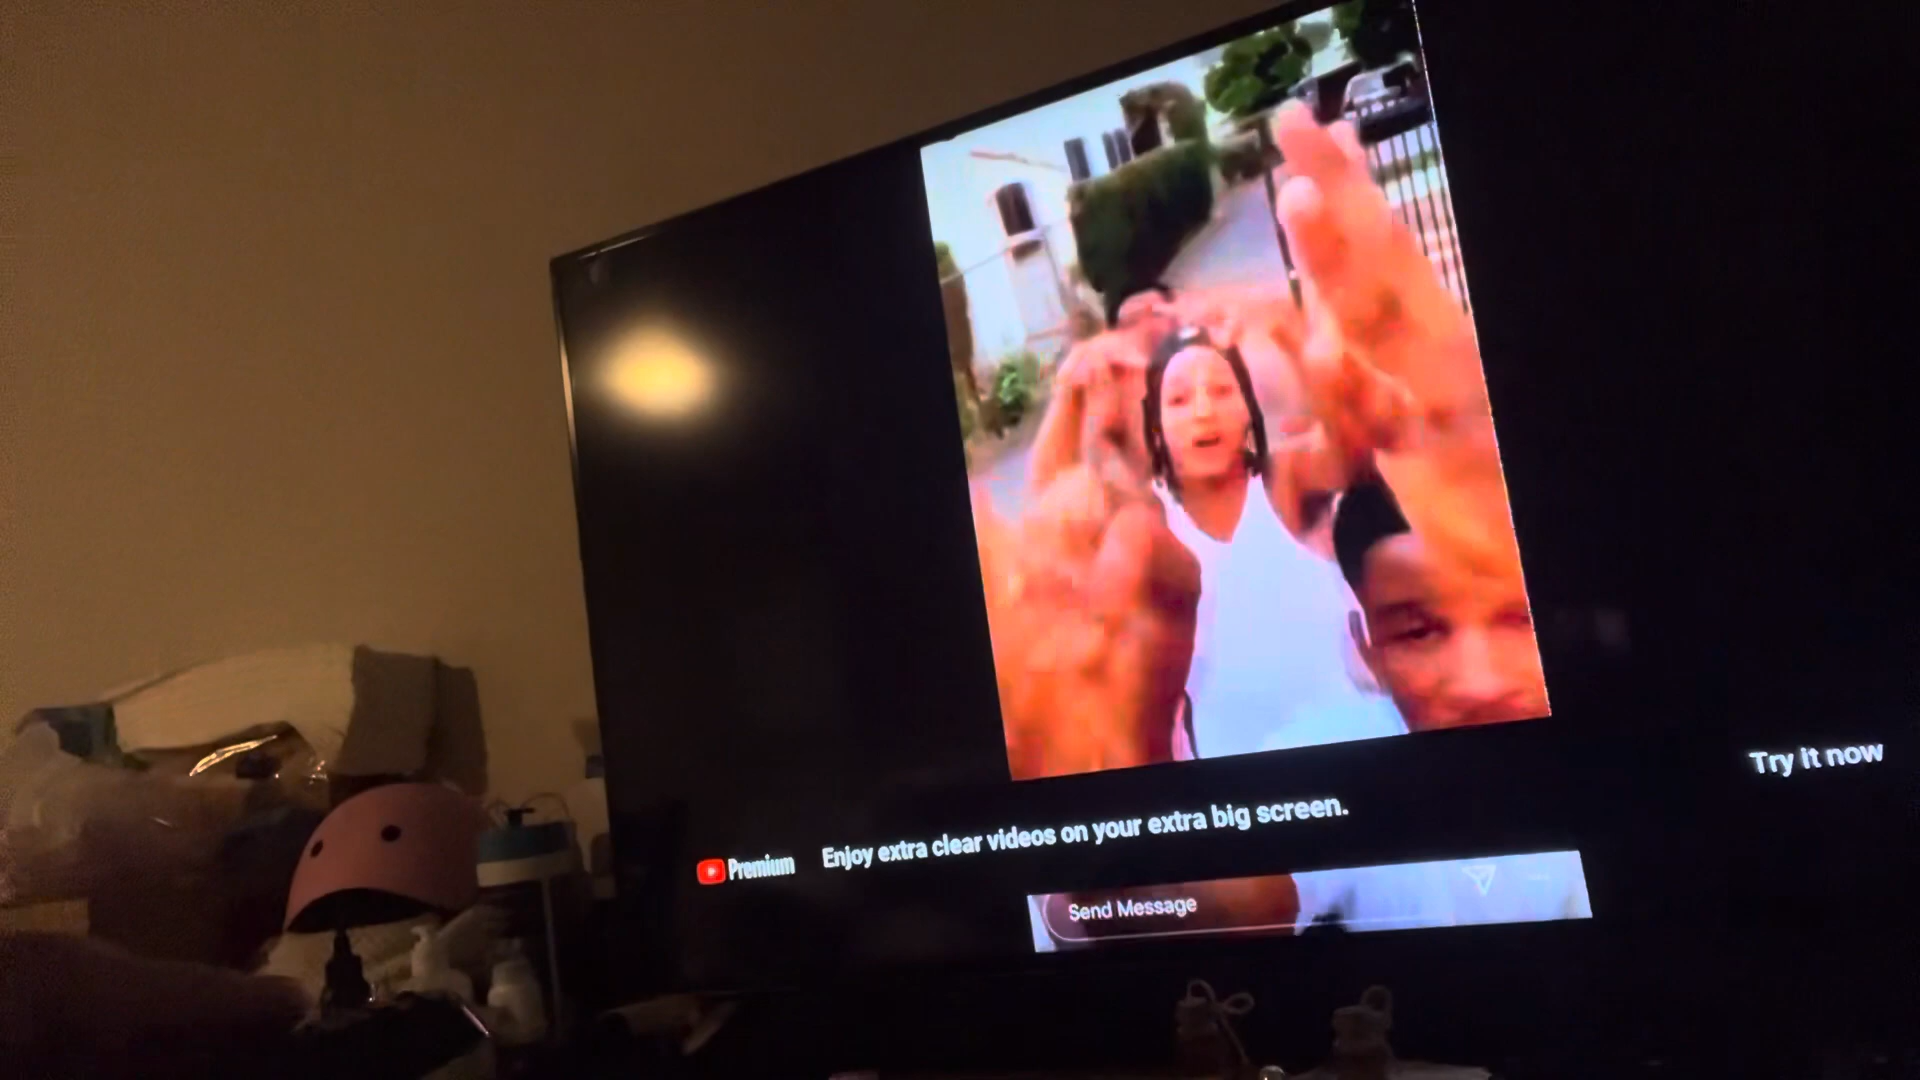 Try it now
Premium Enjoy extra clear videos on your extra big screen.
Send Message